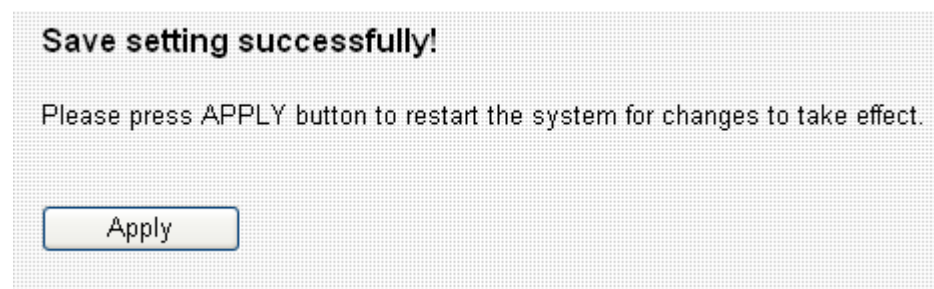 Save setting successfully!
Please press APPLY button to restart the system for changes to take effect.
Apply